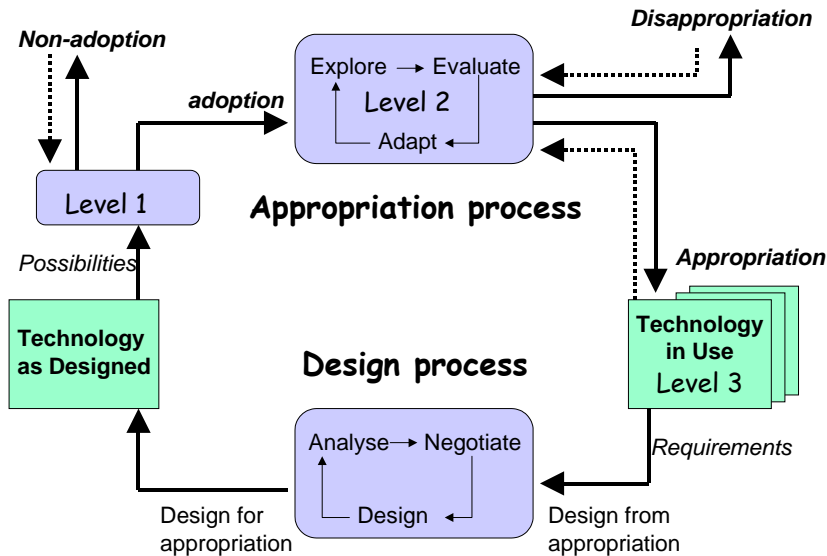 Non-adoption
Disappropriation
Explore
Evaluate
adoption
Level 2
Adapt
Level 1
Appropriation process
Possibilities
Appropriation
Technology
as Designed
Technology
in Use
Level 3
Design process
Analyse
Negotiate
Requirements
Design
Design for
appropriation
Design from
appropriation